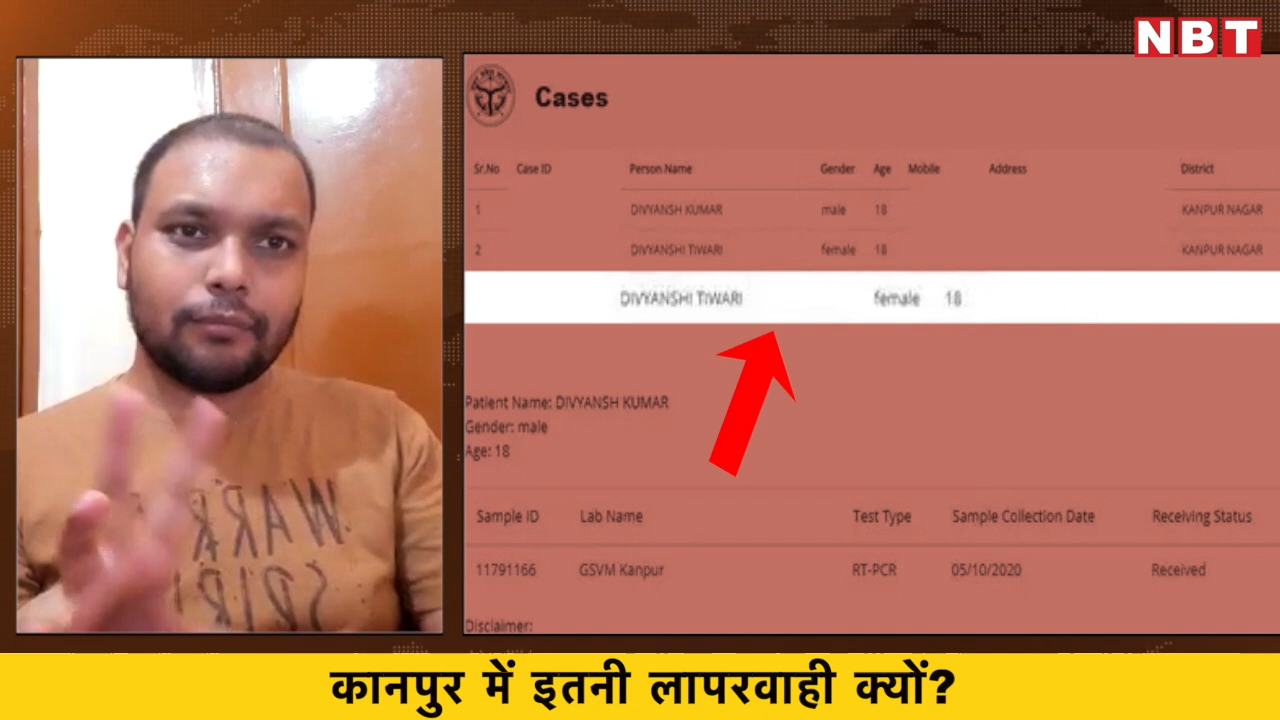 NBT
Cases
Sr.No Case ID Person Name Gender Age Mobile Address District
1 DIVYANSH KUMAR male 18 KANPUR NAGAR
2 DIVYANSHI TIWARI female 18 KANPUR NAGAR
DIVYANSHI TIWARI female 18
Patient Name: DIVYANSH KUMAR
Gender: male
Age: 18
Sample ID Lab Name Test Type Sample Collection Date Receiving Status
11791166 GSVM Kanpur RT-PCR 05/10/2020 Received
Disclaimer:
कानपुर में इतनी लापरवाही क्यों?